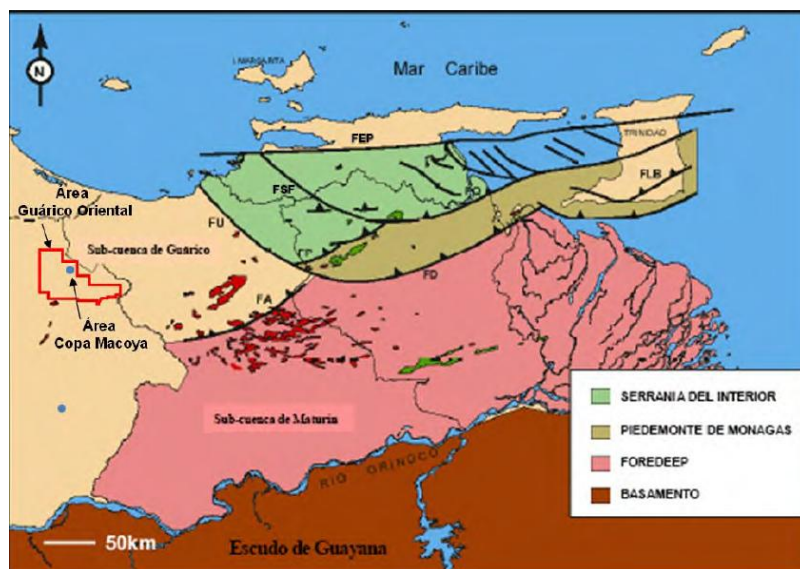 I. MARGARITA
Mar Caribe
N
TRINIDAD
FEP
FLB
FSF
Área
Guárico Oriental
FU
Sub-cuenca de Guárico
FP
FD
FA
Área
Copa Macoya
SERRANIA DEL INTERIOR
PIEDEMONTE DE MONAGAS
Sub-cuenca de Maturín
FOREDEEP
RIO ORINOCO
BASAMENTO
50km
Escudo de Guayana